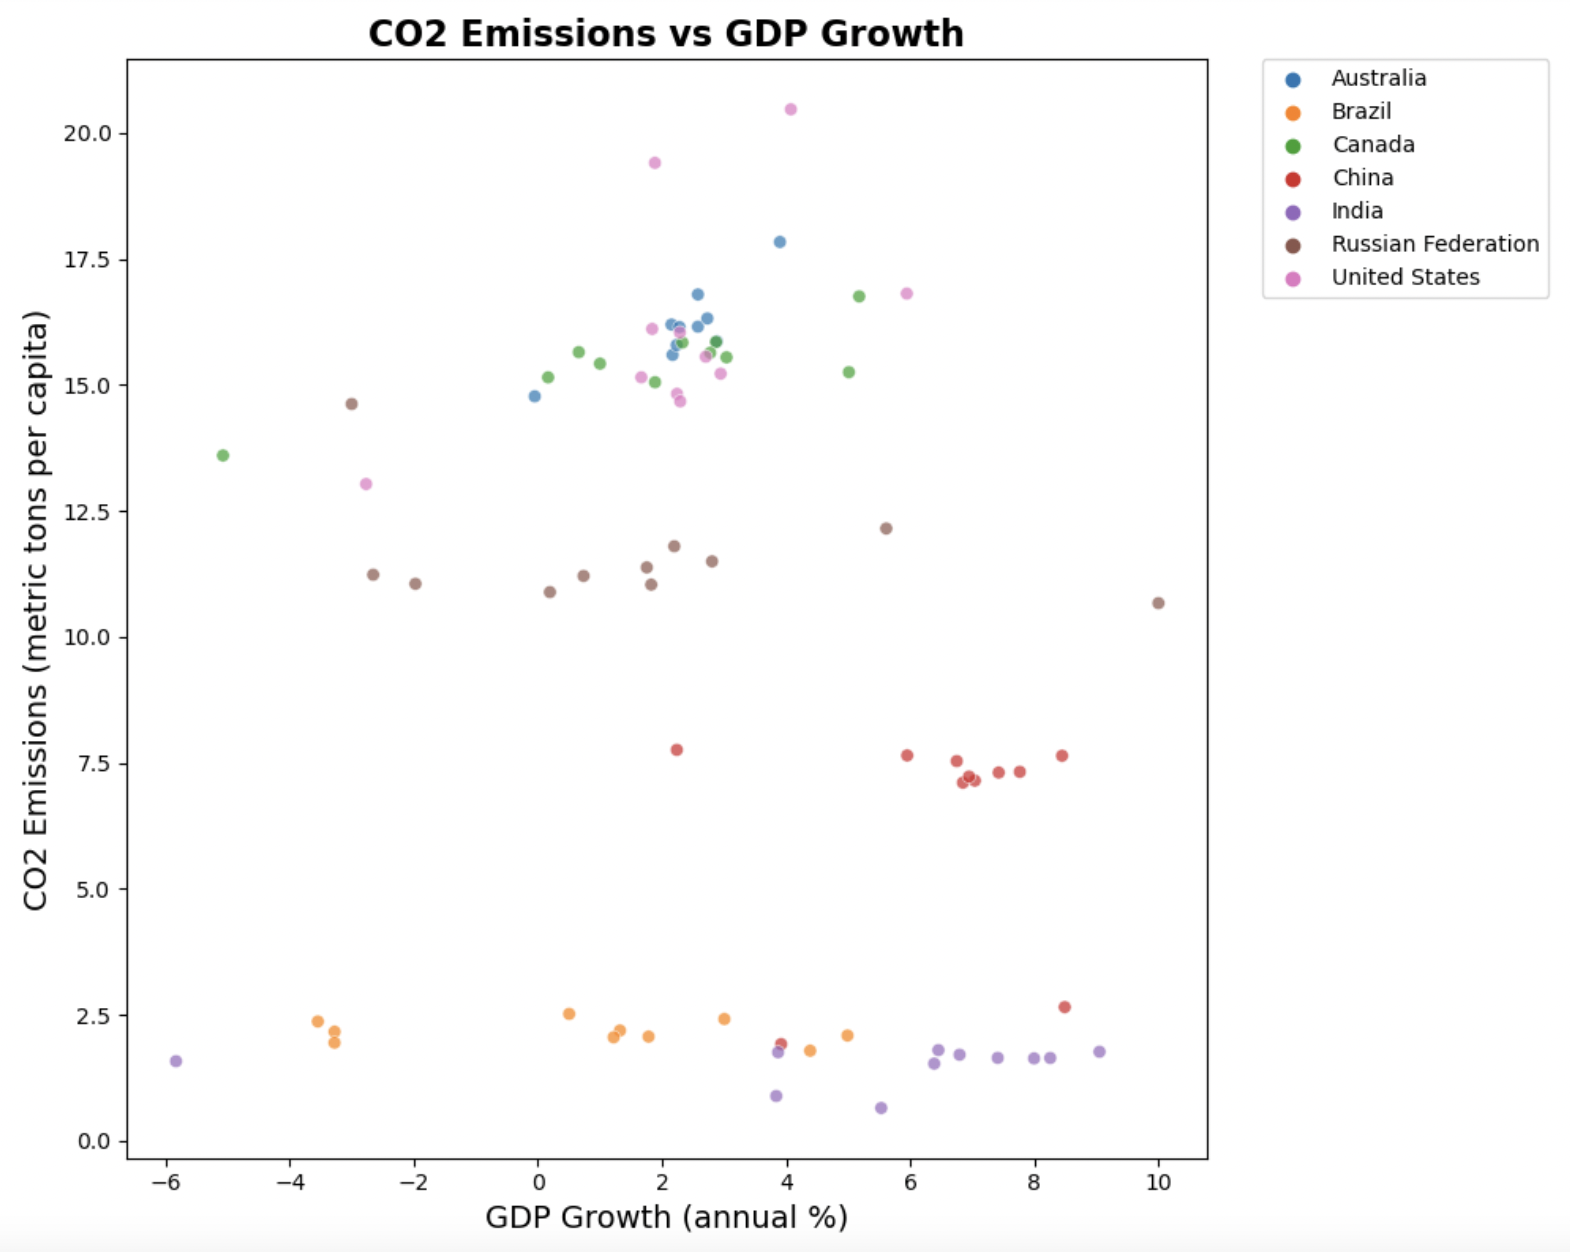 CO2 Emissions vs GDP Growth
Australia
Brazil
Canada
China
India
Russian Federation
United States
CO2 Emissions (metric tons per capita)
20.0
17.5
15.0
12.5
10.0
7.5
5.0
2.5
0.0
−6 −4 −2 0 2 4 6 8 10
GDP Growth (annual %)